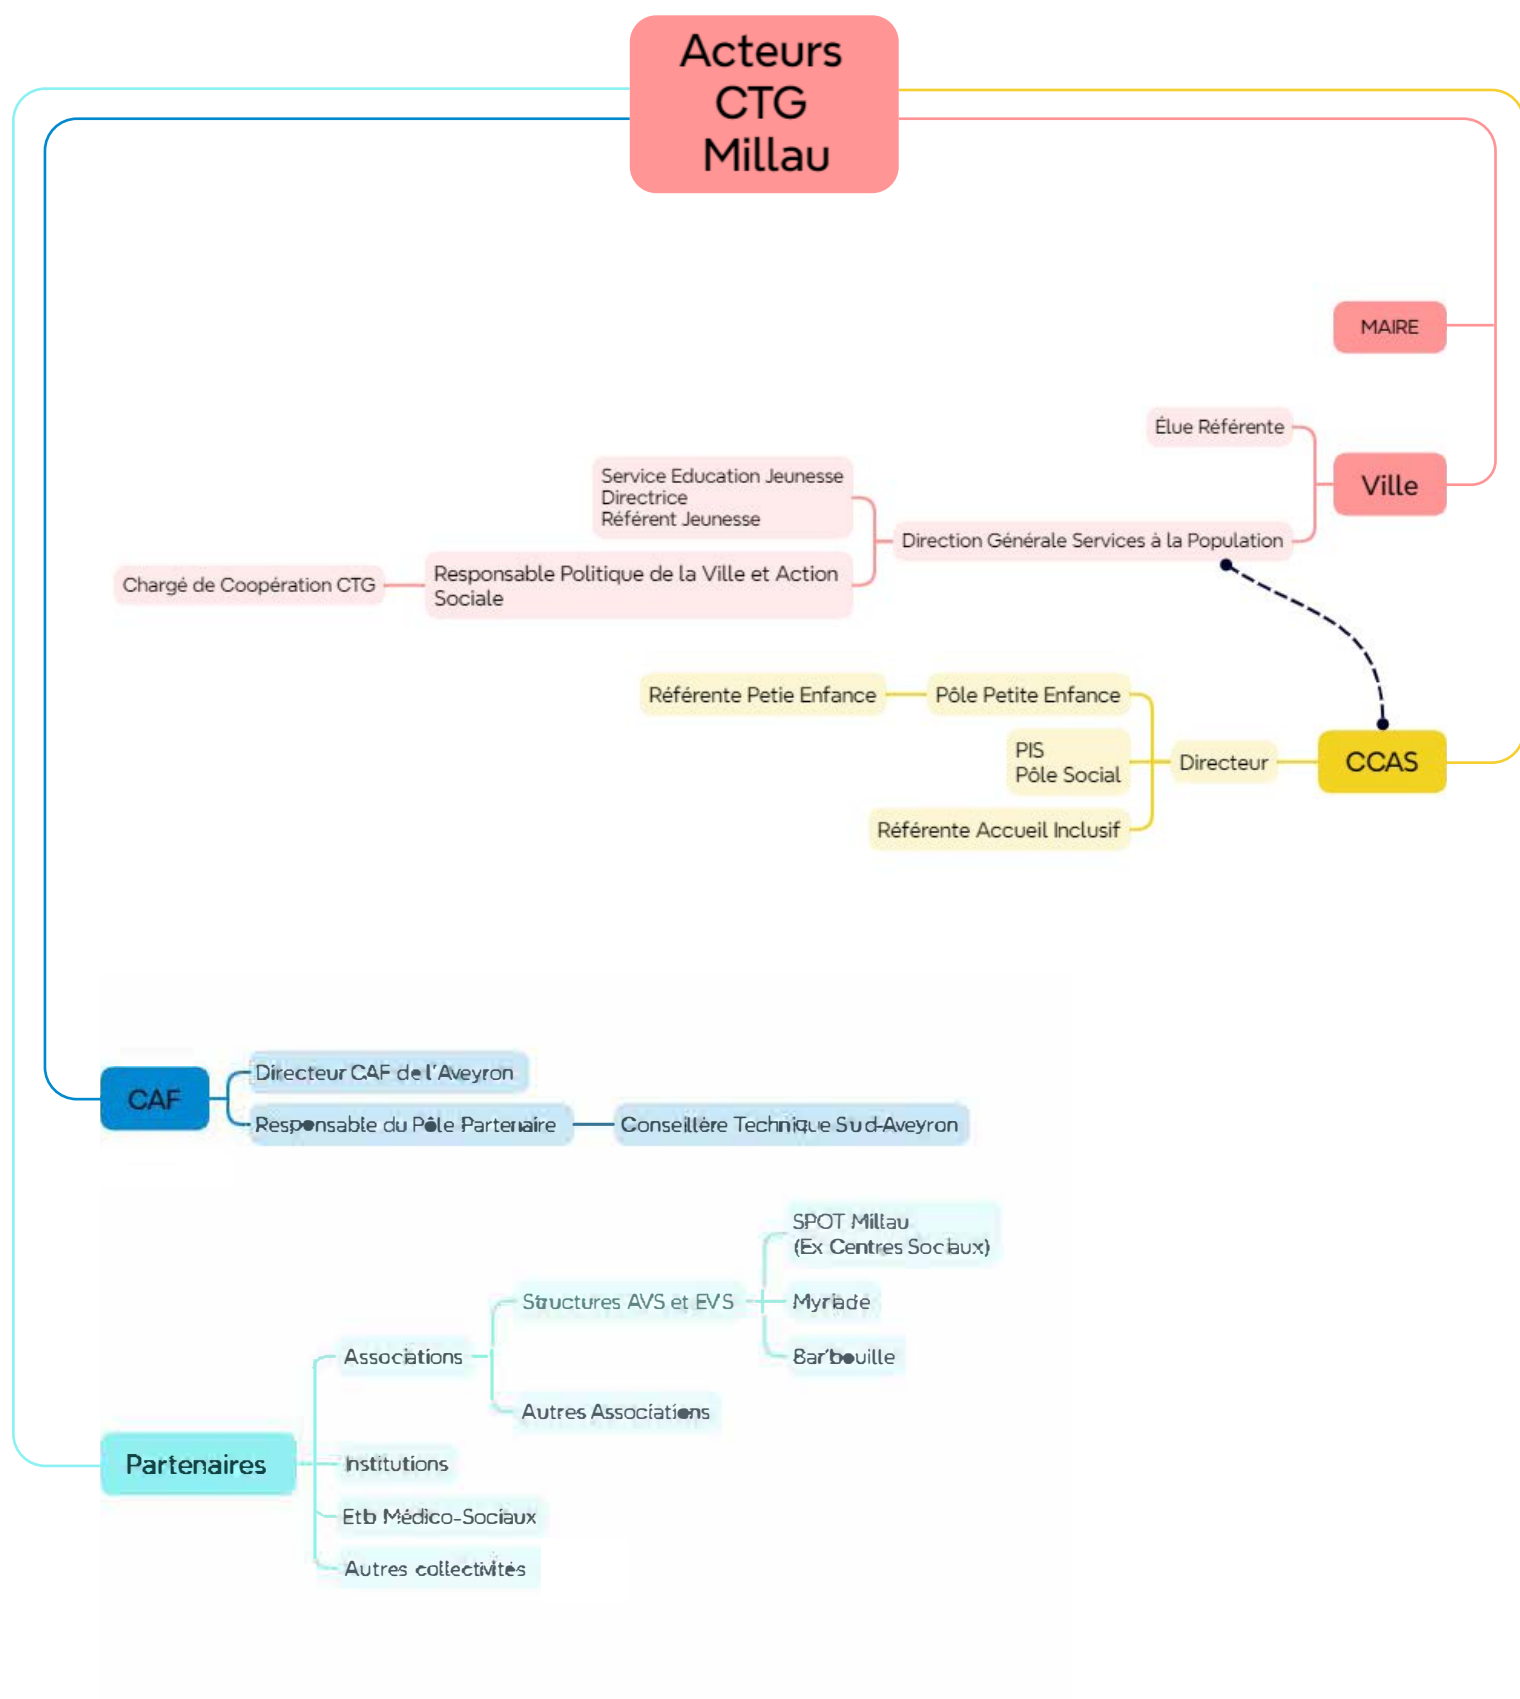 Acteurs
CTG
Millau
MAIRE
Élue Référente
Ville
Service Education Jeunesse
Directrice
Référent Jeunesse
Direction Générale Services à la Population
Responsable Politique de la Ville et Action
Sociale
Chargé de Coopération CTG
Référente Petie Enfance
Pôle Petite Enfance
PIS
Pôle Social
Directeur
CCAS
Référente Accueil Inclusif
CAF
Directeur CAF de l'Aveyron
Responsable du Pôle Partenaire
Conseillère Technique Sud-Aveyron
SPOT Millau
(Ex Centres Sociaux)
Structures AVS et EVS
Myriade
Associations
Bar'bouille
Autres Associations
Partenaires
Institutions
Etb Médico-Sociaux
Autres collectivités